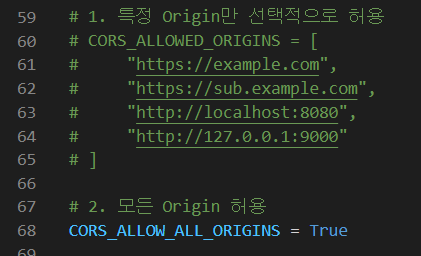 59 # 1. 특정 Origin만 선택적으로 허용
60 # CORS_ALLOWED_ORIGINS = [
61 #     "https://example.com",
62 #     "https://sub.example.com",
63 #     "http://localhost:8080",
64 #     "http://127.0.0.1:9000"
65 # ]
66
67 # 2. 모든 Origin 허용
68 CORS_ALLOW_ALL_ORIGINS = True
69